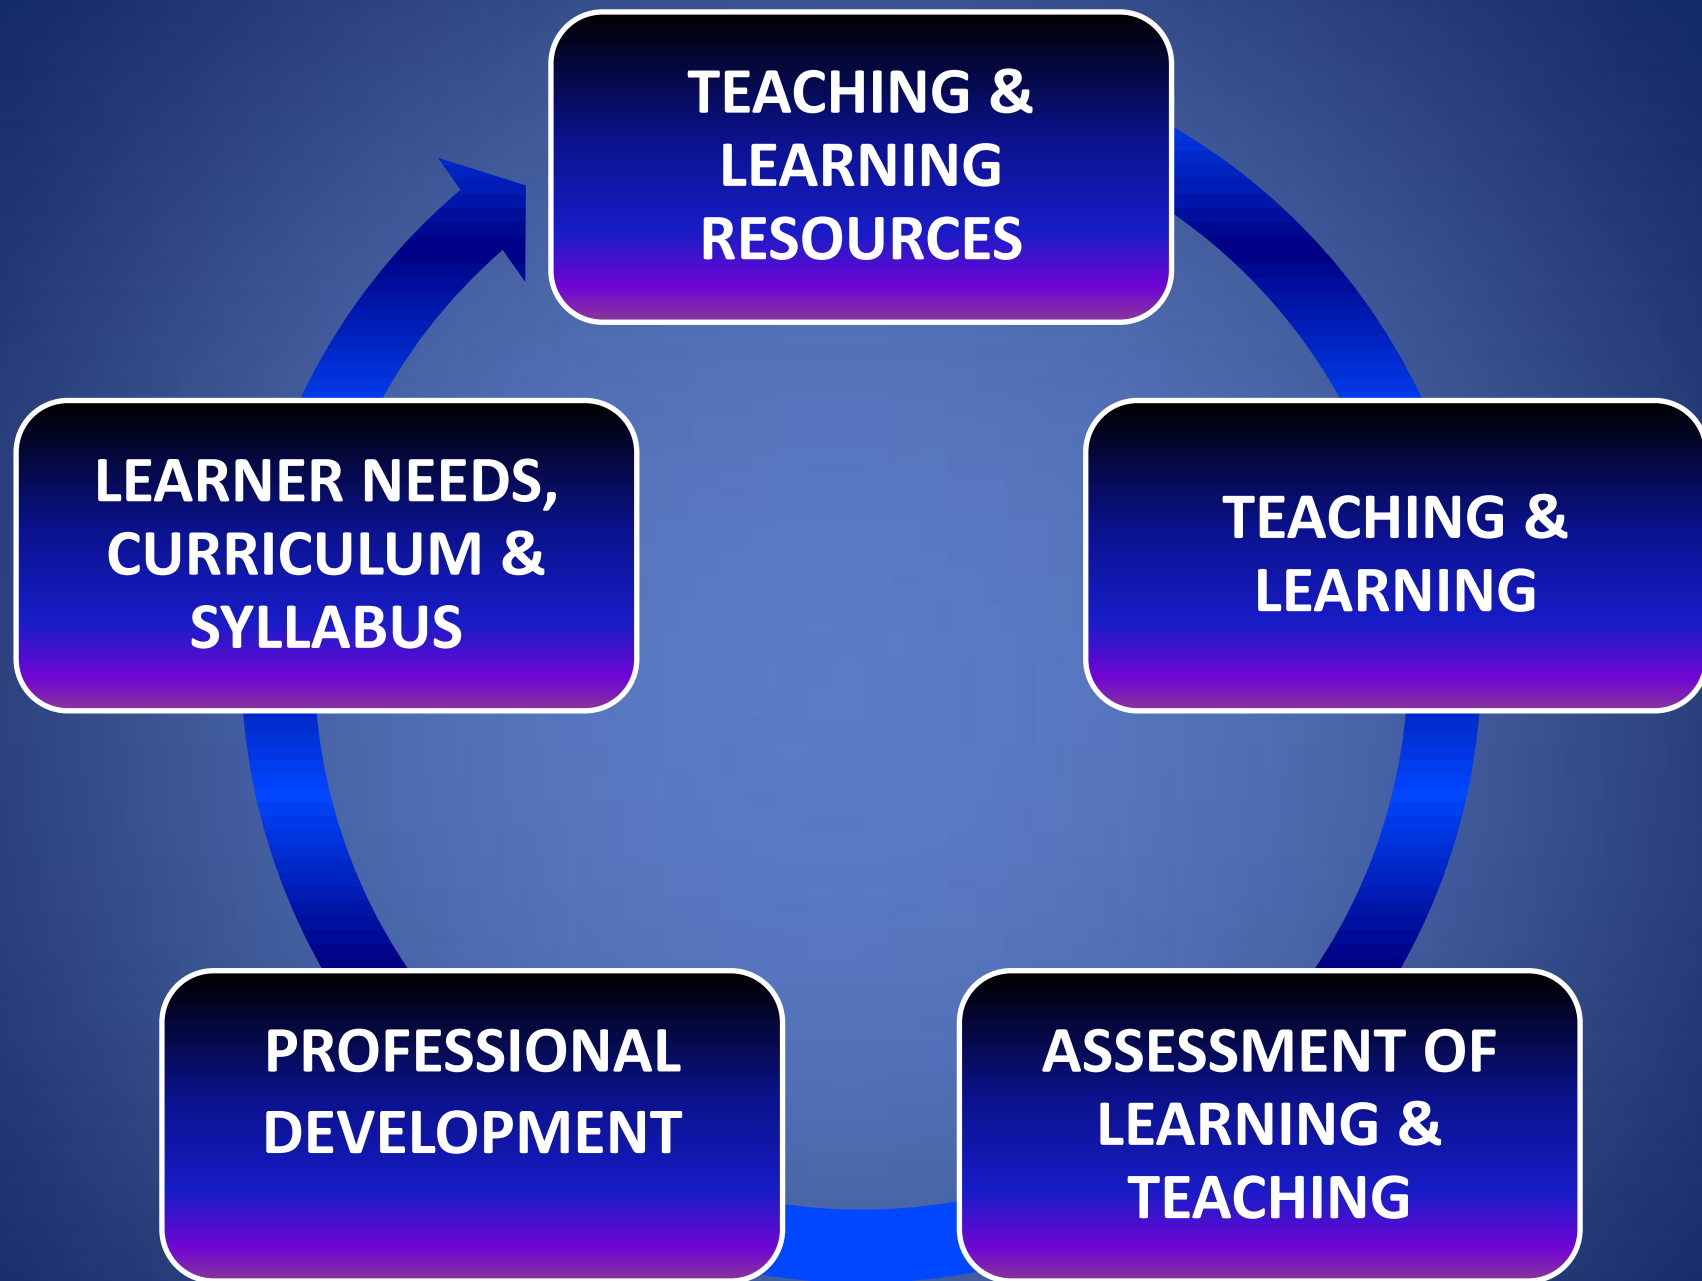 TEACHING &
LEARNING
RESOURCES
TEACHING &
LEARNING
ASSESSMENT OF
LEARNING &
TEACHING
PROFESSIONAL
DEVELOPMENT
LEARNER NEEDS,
CURRICULUM &
SYLLABUS